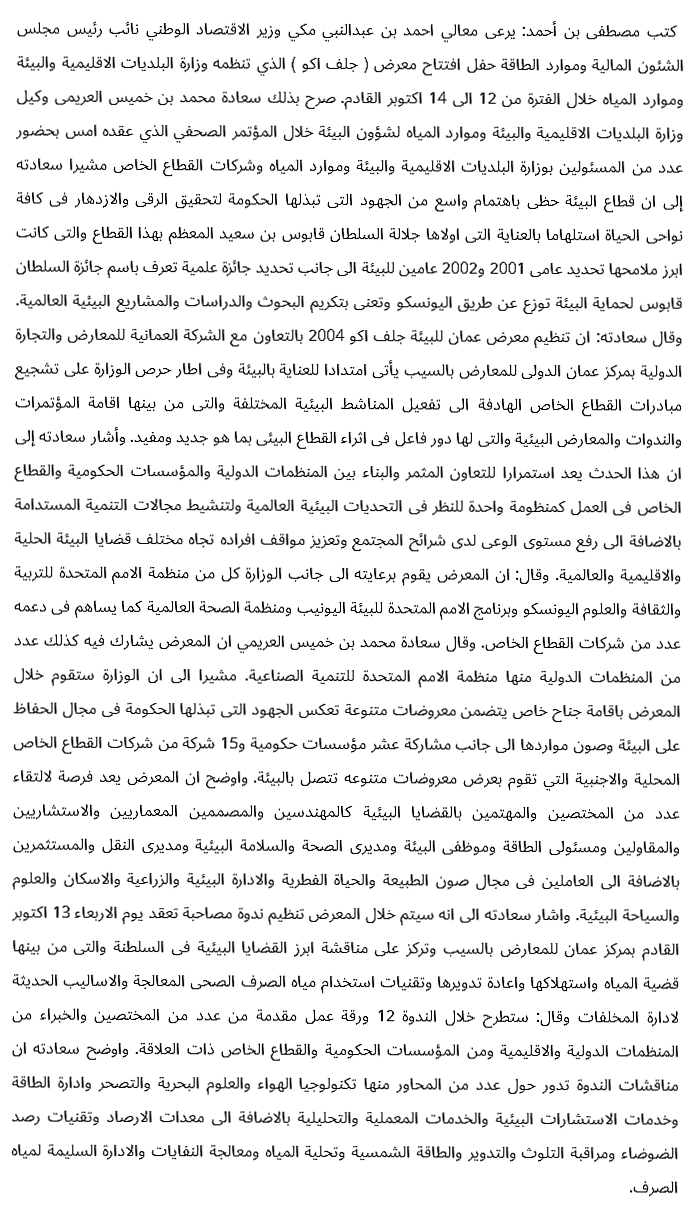 كتب مصطفى بن أحمد: يرعى معالي احمد بن عبدالنبي مكي وزير الاقتصاد الوطني نائب رئيس مجلس
الشئون المالية وموارد الطاقة حفل افتتاح معرض ( جلف اكو ) الذي تنظمه وزارة البلديات الاقليمية والبيئة
وموارد المياه خلال الفترة من 12 الى 14 اكتوبر القادم. صرح بذلك سعادة محمد بن خميس العريمى وكيل
وزارة البلديات الاقليمية والبيئة وموارد المياه لشؤون البيئة خلال المؤتمر الصحفي الذي عقده امس بحضور
عدد من المسئولين بوزارة البلديات الاقليمية والبيئة وموارد المياه وشركات القطاع الخاص مشيرا سعادته
إلى ان قطاع البيئة حظى باهتمام واسع من الجهود التى تبذلها الحكومة لتحقيق الرقى والازدهار فى كافة
نواحى الحياة استلهاما بالعناية التى اولاها جلالة السلطان قابوس بن سعيد المعظم بهذا القطاع والتى كانت
ابرز ملامحها تحديد عامى 2001 و2002 عامين للبيئة الى جانب تحديد جائزة علمية تعرف باسم جائزة السلطان
قابوس لحماية البيئة توزع عن طريق اليونسكو وتعنى بتكريم البحوث والدراسات والمشاريع البيئية العالمية.
وقال سعادته: ان تنظيم معرض عمان للبيئة جلف اكو 2004 بالتعاون مع الشركة العمانية للمعارض والتجارة
الدولية بمركز عمان الدولى للمعارض بالسيب يأتى امتدادا للعناية بالبيئة وفى اطار حرص الوزارة على تشجيع
مبادرات القطاع الخاص الهادفة الى تفعيل المناشط البيئية المختلفة والتى من بينها اقامة المؤتمرات
والندوات والمعارض البيئية والتى لها دور فاعل فى اثراء القطاع البيئى بما هو جديد ومفيد. وأشار سعادته إلى
ان هذا الحدث يعد استمرارا للتعاون المثمر والبناء بين المنظمات الدولية والمؤسسات الحكومية والقطاع
الخاص فى العمل كمنظومة واحدة للنظر فى التحديات البيئية العالمية ولتنشيط مجالات التنمية المستدامة
بالاضافة الى رفع مستوى الوعى لدى شرائح المجتمع وتعزيز مواقف افراده تجاه مختلف قضايا البيئة الحلية
والاقليمية والعالمية. وقال: ان المعرض يقوم برعايته الى جانب الوزارة كل من منظمة الامم المتحدة للتربية
والثقافة والعلوم اليونسكو وبرنامج الامم المتحدة للبيئة اليونيب ومنظمة الصحة العالمية كما يساهم فى دعمه
عدد من شركات القطاع الخاص. وقال سعادة محمد بن خميس العريمي ان المعرض يشارك فيه كذلك عدد
من المنظمات الدولية منها منظمة الامم المتحدة للتنمية الصناعية. مشيرا الى ان الوزارة ستقوم خلال
المعرض باقامة جناح خاص يتضمن معروضات متنوعة تعكس الجهود التى تبذلها الحكومة فى مجال الحفاظ
على البيئة وصون مواردها الى جانب مشاركة عشر مؤسسات حكومية و15 شركة من شركات القطاع الخاص
المحلية والاجنبية التي تقوم بعرض معروضات متنوعه تتصل بالبيئة. واوضح ان المعرض يعد فرصة لالتقاء
عدد من المختصين والمهتمين بالقضايا البيئية كالمهندسين والمصممين المعماريين والاستشاريين
والمقاولين ومسئولى الطاقة وموظفى البيئة ومديرى الصحة والسلامة البيئية ومديرى النقل والمستثمرين
بالاضافة الى العاملين فى مجال صون الطبيعة والحياة الفطرية والادارة البيئية والزراعية والاسكان والعلوم
والسياحة البيئية. واشار سعادته الى انه سيتم خلال المعرض تنظيم ندوة مصاحبة تعقد يوم الاربعاء 13 اكتوبر
القادم بمركز عمان للمعارض بالسيب وتركز على مناقشة ابرز القضايا البيئية فى السلطنة والتى من بينها
قضية المياه واستهلاكها واعادة تدويرها وتقنيات استخدام مياه الصرف الصحى المعالجة والاساليب الحديثة
لادارة المخلفات وقال: ستطرح خلال الندوة 12 ورقة عمل مقدمة من عدد من المختصين والخبراء من
المنظمات الدولية والاقليمية ومن المؤسسات الحكومية والقطاع الخاص ذات العلاقة. واوضح سعادته ان
مناقشات الندوة تدور حول عدد من المحاور منها تكنولوجيا الهواء والعلوم البحرية والتصحر وادارة الطاقة
وخدمات الاستشارات البيئية والخدمات المعملية والتحليلية بالاضافة الى معدات الارصاد وتقنيات رصد
الضوضاء ومراقبة التلوث والتدوير والطاقة الشمسية وتحلية المياه ومعالجة النفايات والادارة السليمة لمياه
الصرف.